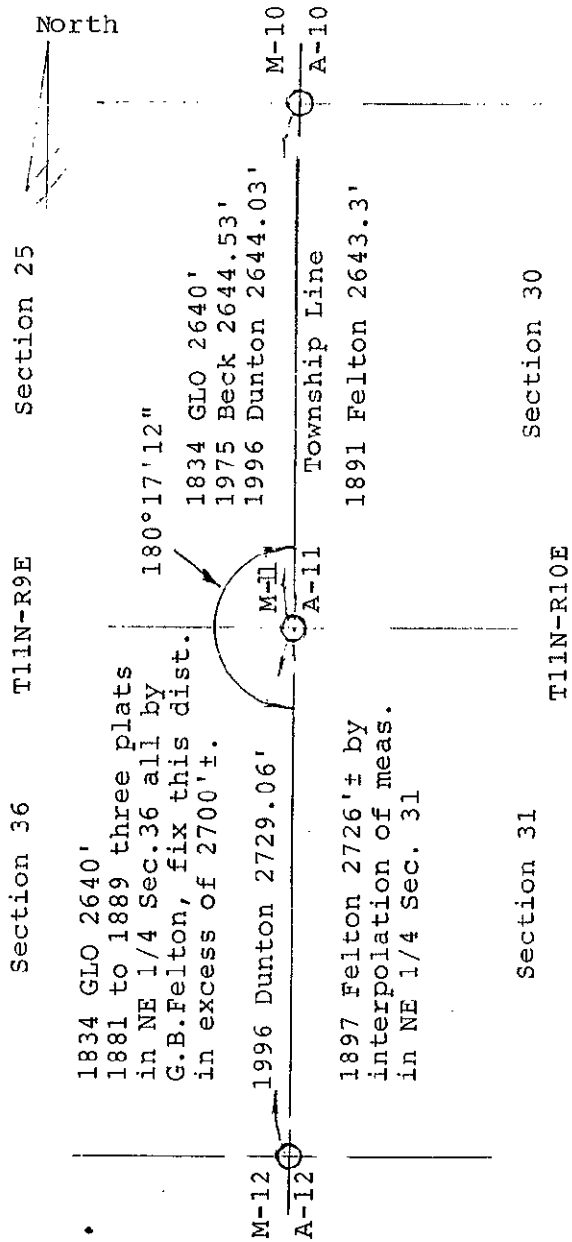 North
Section 36
T11N-R9E
Section 25
1834 GLO 2640'
1881 to 1889 three plats
in NE 1/4 Sec.36 all by
G.B.Felton, fix this dist.
in excess of 2700'±.
180°17'12"
1834 GLO 2640'
1975 Beck 2644.53'
1996 Dunton 2644.03'
M-12
A-12
1996 Dunton 2729.06'
M-11
A-11
Township Line
M-10
A-10
1897 Felton 2726'± by
interpolation of meas.
in NE 1/4 Sec. 31
1891 Felton 2643.3'
Section 31
T11N-R10E
Section 30